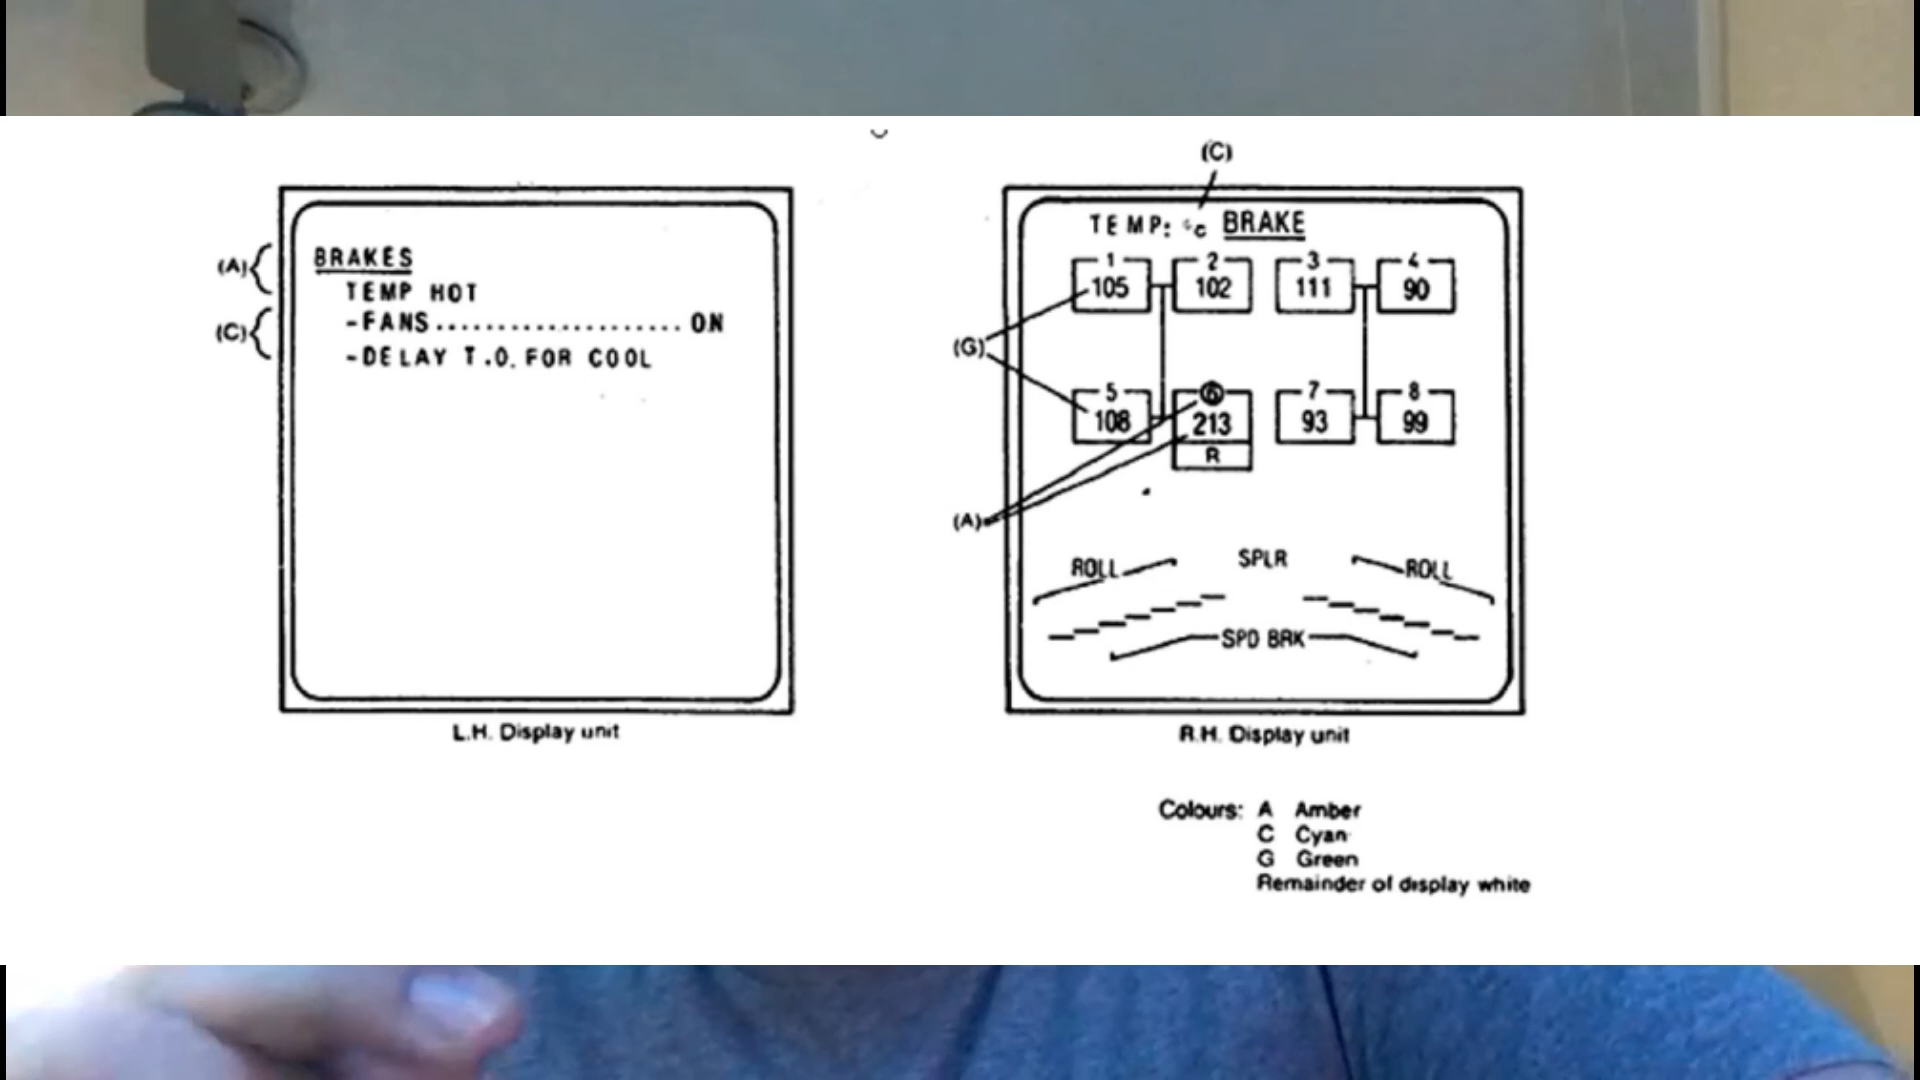 (A)
BRAKES
TEMP HOT
(C)
-FANS.................... ON
-DELAY T.O. FOR COOL
L.H. Display unit
(C)
TEMP: °c BRAKE
1 2 3 4
105 102 111 90
(G)
5 6 7 8
108 213 93 99
R
(A)
ROLL SPLR ROLL
SPD BRK
R.H. Display unit
Colours: A Amber
C Cyan
G Green
Remainder of display white